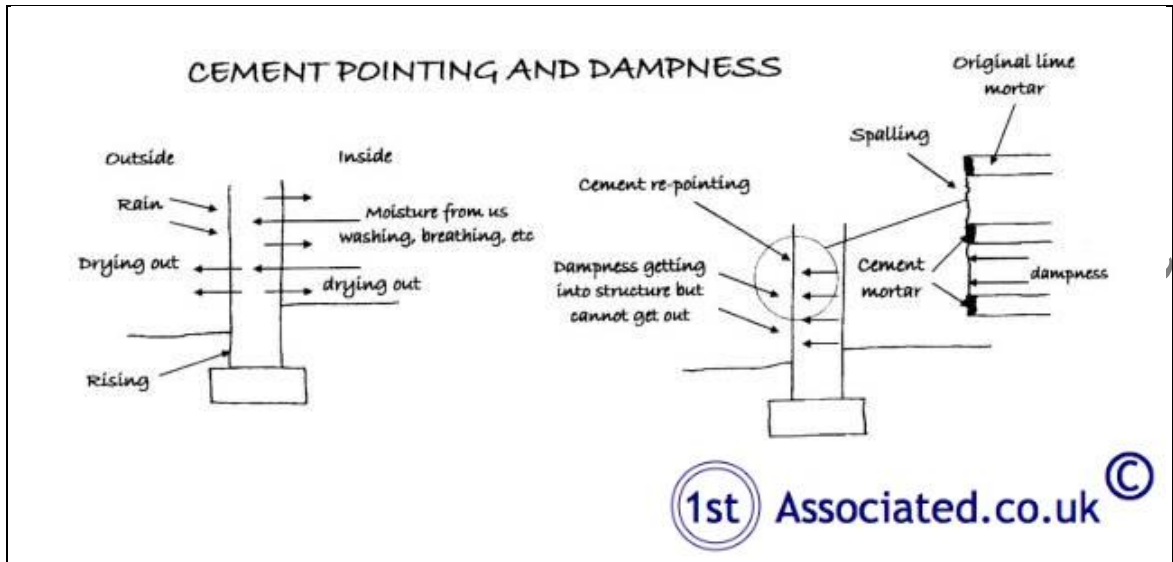 CEMENT POINTING AND DAMPNESS
Outside
Inside
Rain
Moisture from us
washing, breathing, etc
Drying out
drying out
Rising
Original lime
mortar
Spalling
Cement re-pointing
Dampness getting
into structure but
cannot get out
Cement
mortar
dampness
1st Associated.co.uk ©